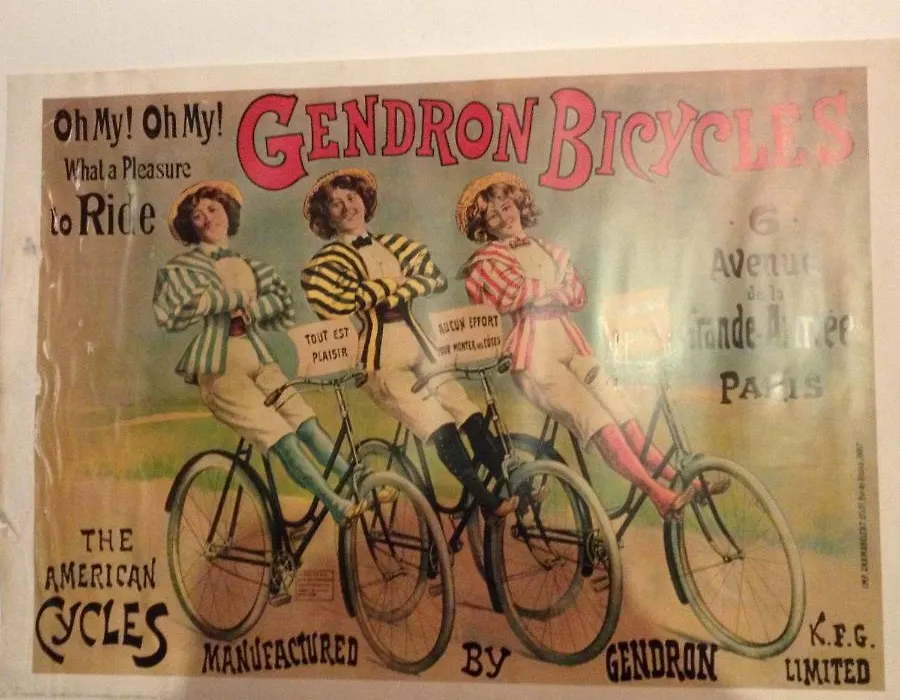 Oh My! Oh My!
What a Pleasure
to Ride
GENDRON BICYCLES
· 6 ·
Avenue
de la
Grande-Armée
PARIS
TOUT EST
PLAISIR
AUCUN EFFORT
POUR MONTER LES CÔTES
THE
AMERICAN
CYCLES
MANUFACTURED BY GENDRON
K.F.G.
LIMITED